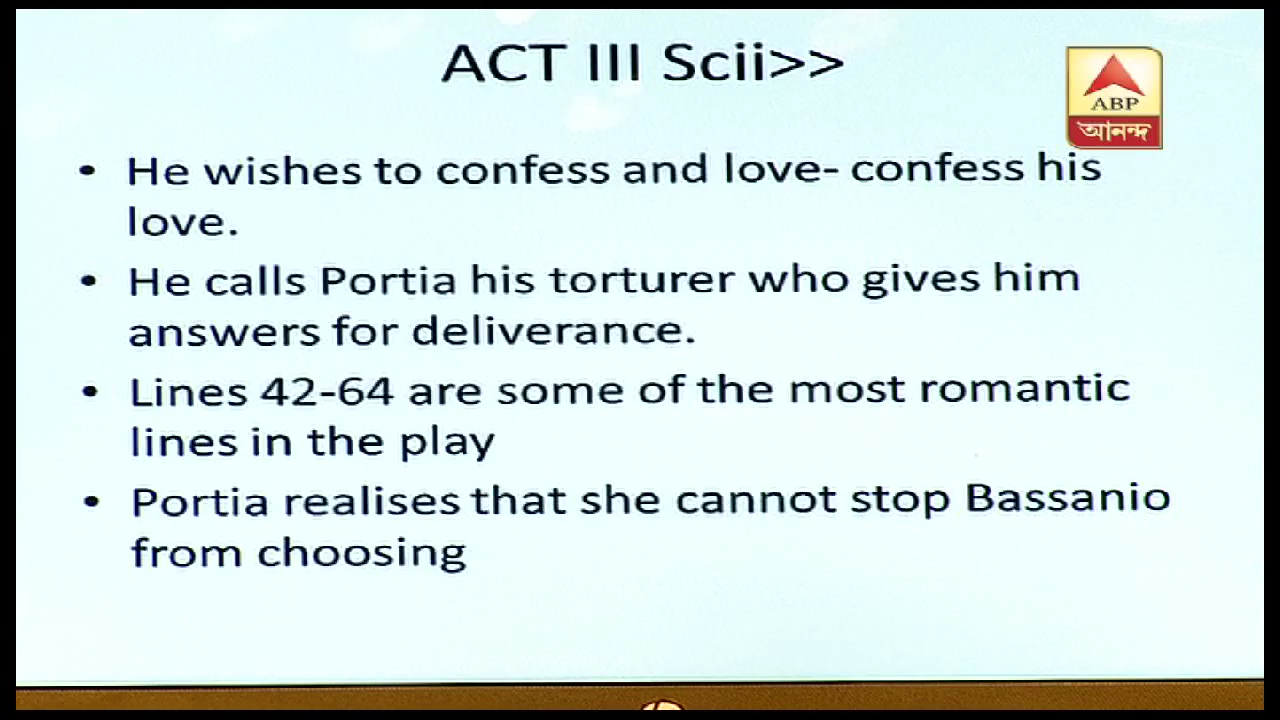 ACT III Scii>>
ABP
আনন্দ
• He wishes to confess and love- confess his
love.
• He calls Portia his torturer who gives him
answers for deliverance.
• Lines 42-64 are some of the most romantic
lines in the play
• Portia realises that she cannot stop Bassanio
from choosing